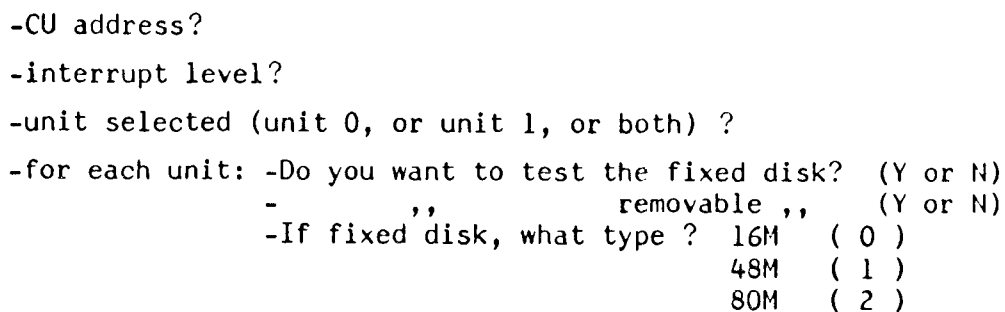 -CU address?
-interrupt level?
-unit selected (unit 0, or unit 1, or both) ?
-for each unit: -Do you want to test the fixed disk? (Y or N)
- ,, removable ,, (Y or N)
-If fixed disk, what type ? 16M ( 0 )
48M ( 1 )
80M ( 2 )